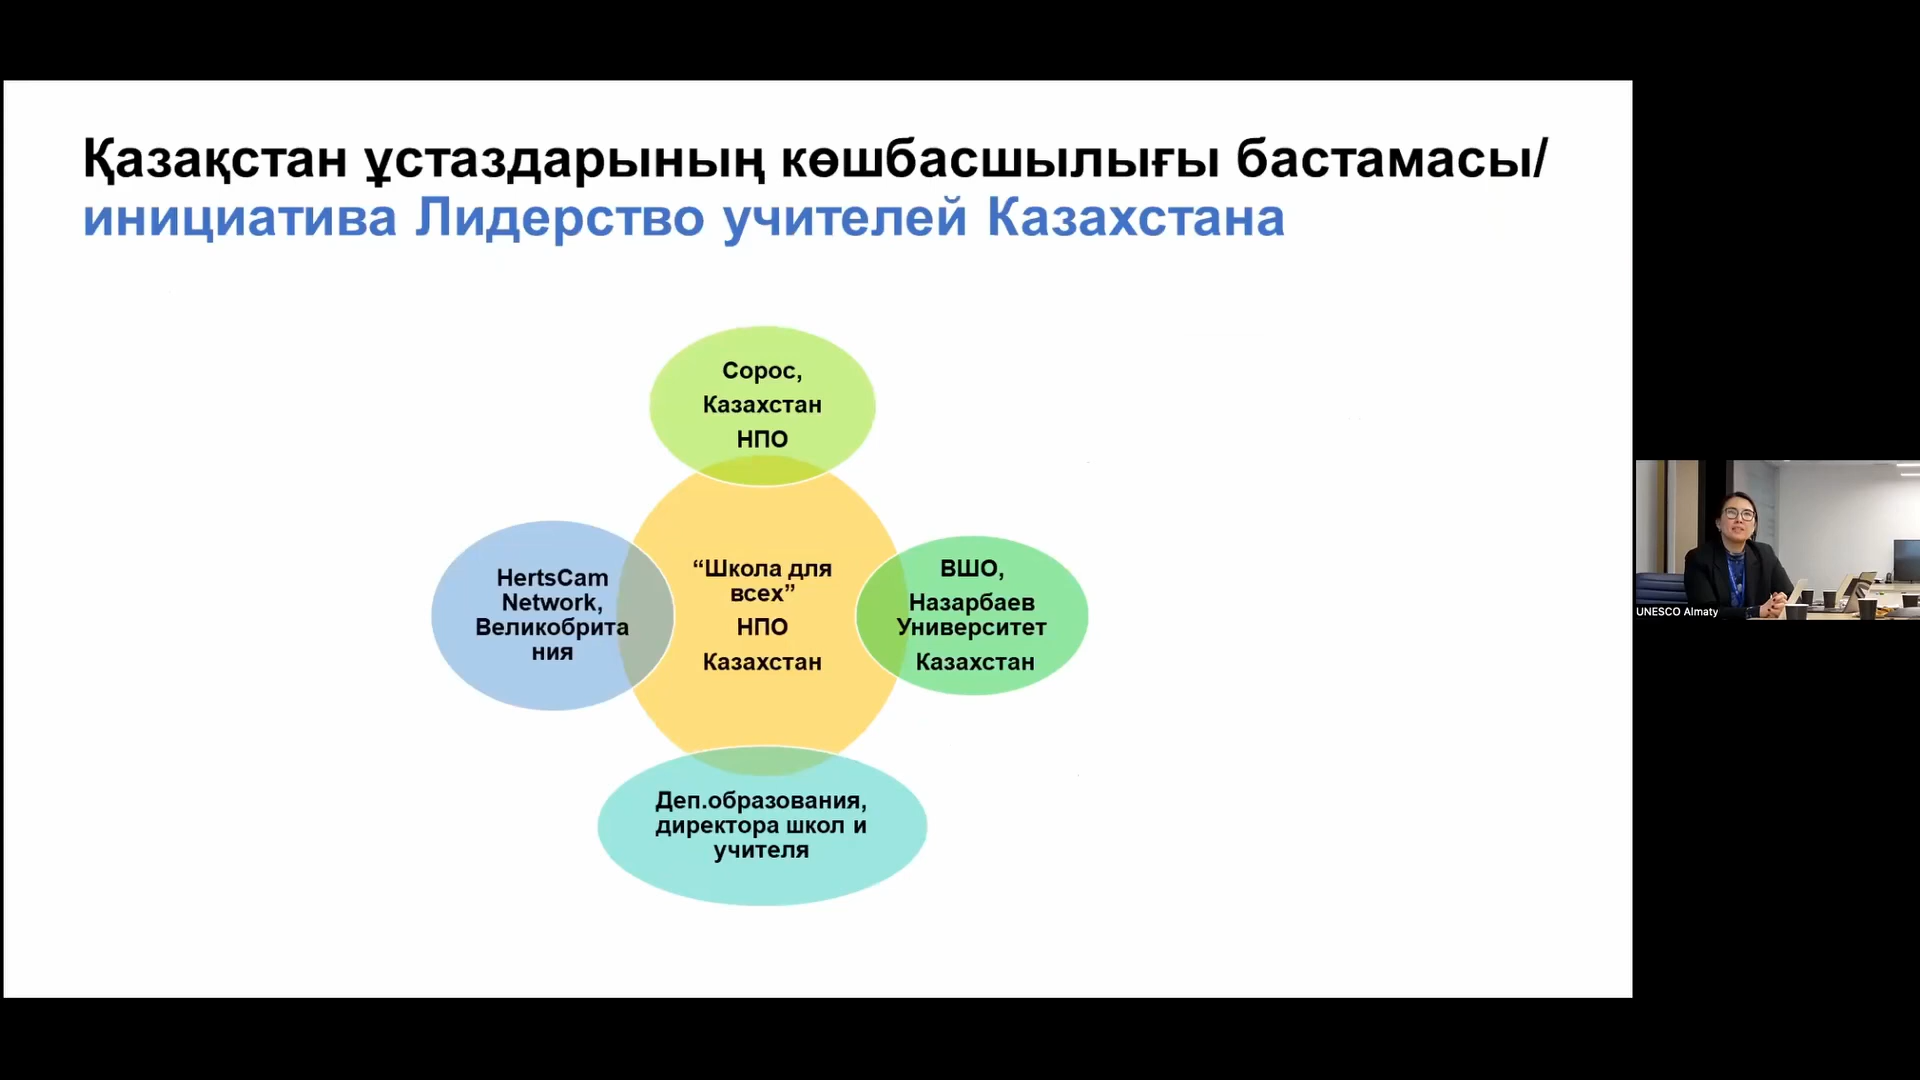 Қазақстан ұстаздарының көшбасшылығы бастамасы/
инициатива Лидерство учителей Казахстана
Сорос,
Казахстан
НПО
HertsCam
Network,
Великобрита
ния
“Школа для
всех”
НПО
Казахстан
ВШО,
Назарбаев
Университет
Казахстан
Деп.образования,
директора школ и
учителя
UNESCO Almaty